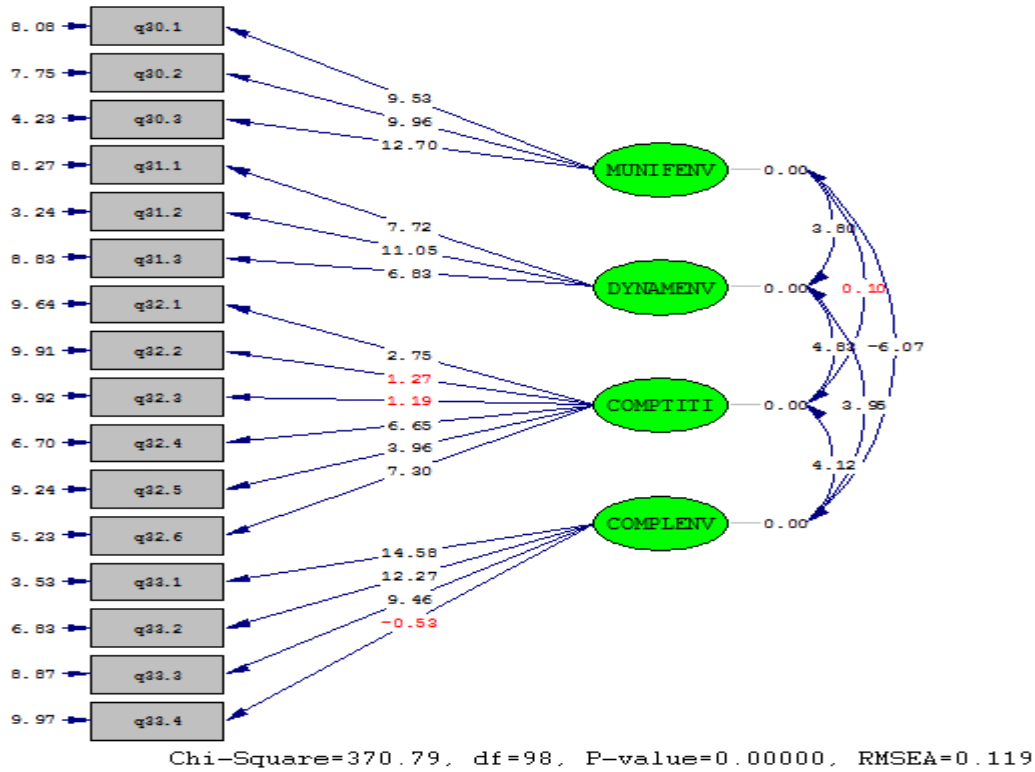 8.08 q30.1
7.75 q30.2
9.53
4.23 q30.3
9.96
12.70
8.27 q31.1
MUNIFENV 0.00
3.24 q31.2
7.72
3.80
11.05
8.83 q31.3
6.83
DYNAMENV 0.00 0.10
9.64 q32.1
9.91 q32.2
2.75
4.83 -6.07
1.27
9.92 q32.3
1.19
COMPTITI 0.00 3.95
6.65
6.70 q32.4
3.96
4.12
7.30
9.24 q32.5
5.23 q32.6
COMPLENV 0.00
14.58
3.53 q33.1
12.27
9.46
6.83 q33.2
-0.53
8.87 q33.3
9.97 q33.4
Chi-Square=370.79, df=98, P-value=0.00000, RMSEA=0.119